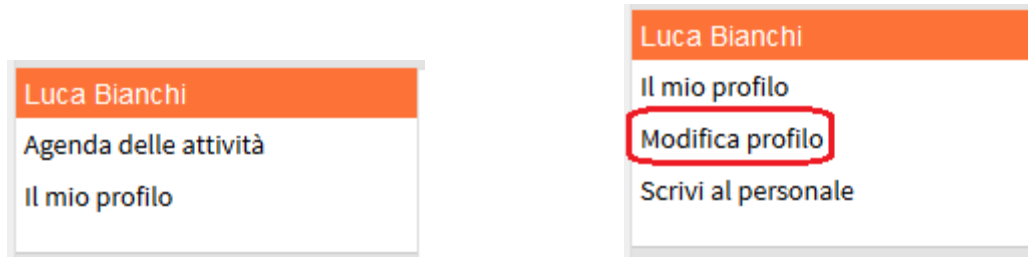 Luca Bianchi
Agenda delle attività
Il mio profilo
Luca Bianchi
Il mio profilo
Modifica profilo
Scrivi al personale